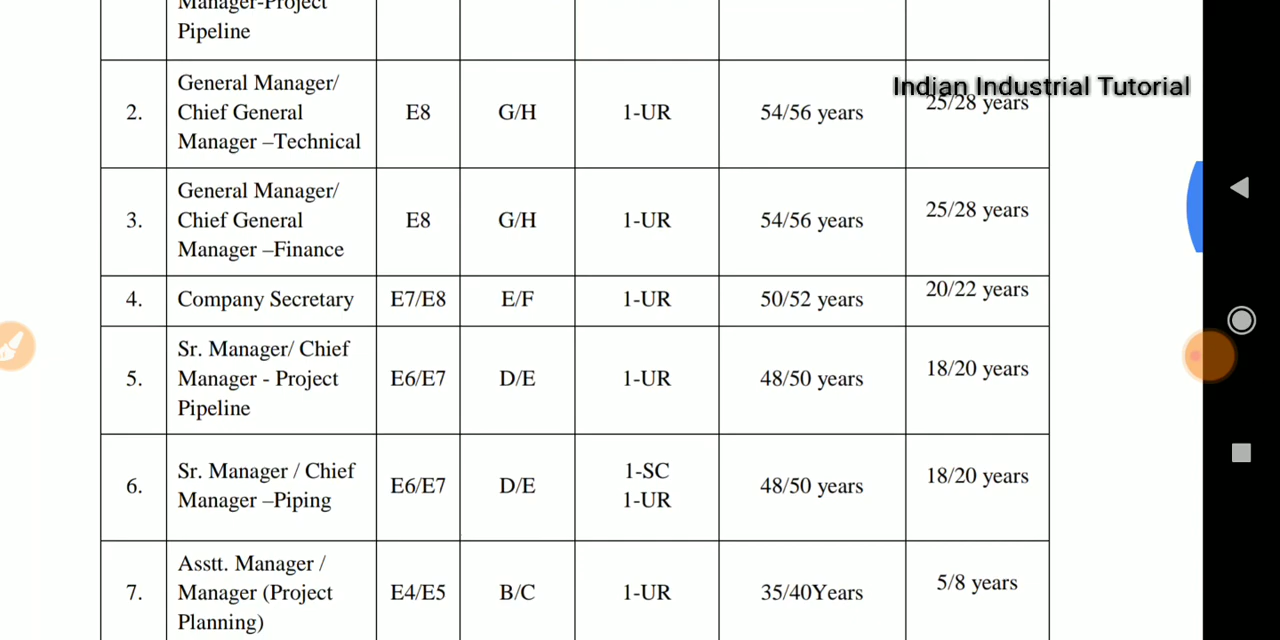 Manager-Project
Pipeline
Indian Industrial Tutorial
2.
General Manager/
Chief General
Manager –Technical
E8
G/H
1-UR
54/56 years
25/28 years
3.
General Manager/
Chief General
Manager –Finance
E8
G/H
1-UR
54/56 years
25/28 years
4.
Company Secretary
E7/E8
E/F
1-UR
50/52 years
20/22 years
5.
Sr. Manager/ Chief
Manager - Project
Pipeline
E6/E7
D/E
1-UR
48/50 years
18/20 years
6.
Sr. Manager / Chief
Manager –Piping
E6/E7
D/E
1-SC
1-UR
48/50 years
18/20 years
7.
Asstt. Manager /
Manager (Project
Planning)
E4/E5
B/C
1-UR
35/40Years
5/8 years